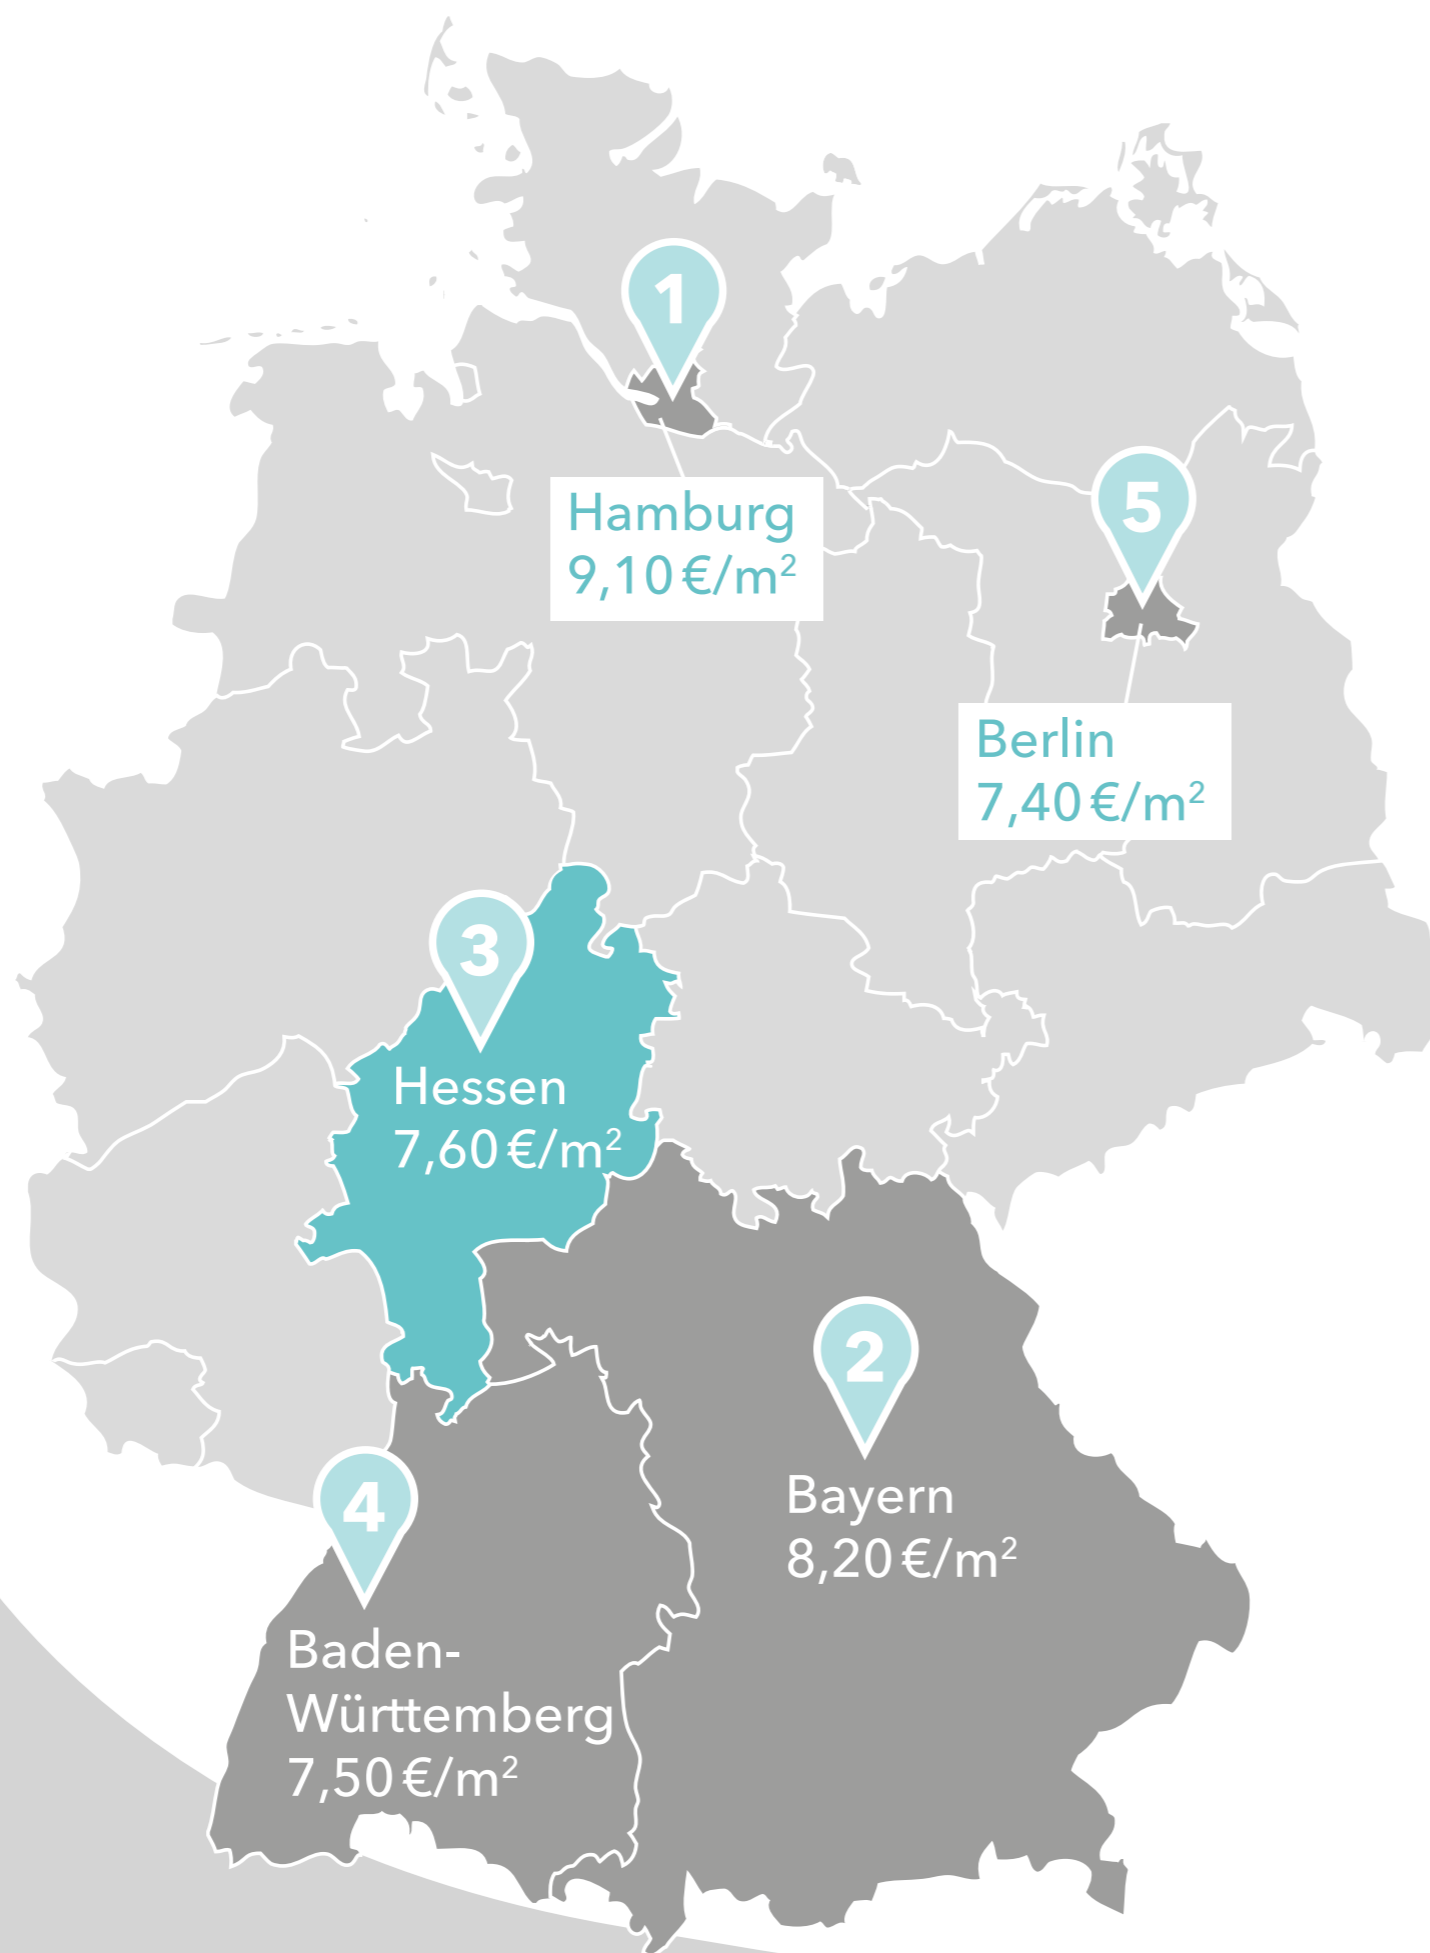 1
Hamburg
9,10 €/m²
5
Berlin
7,40 €/m²
3
Hessen
7,60 €/m²
2
Bayern
8,20 €/m²
4
Baden-
Württemberg
7,50 €/m²